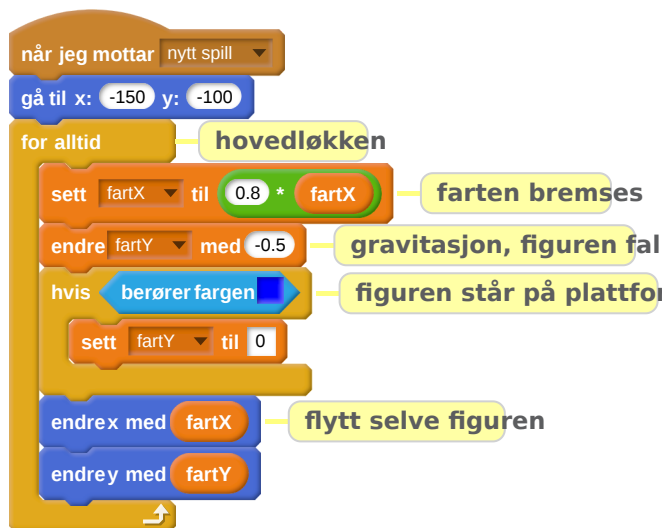 når jeg mottar nytt spill
gå til x: -150 y: -100
for alltid hovedløkken
sett fartX til 0.8 * fartX farten bremses
endre fartY med -0.5 gravitasjon, figuren fal
hvis berører fargen figuren står på plattfor
sett fartY til 0
endre x med fartX flytt selve figuren
endre y med fartY